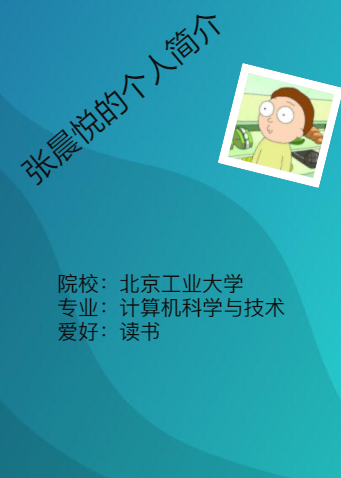 张晨悦的个人简介
院校：北京工业大学
专业：计算机科学与技术
爱好：读书